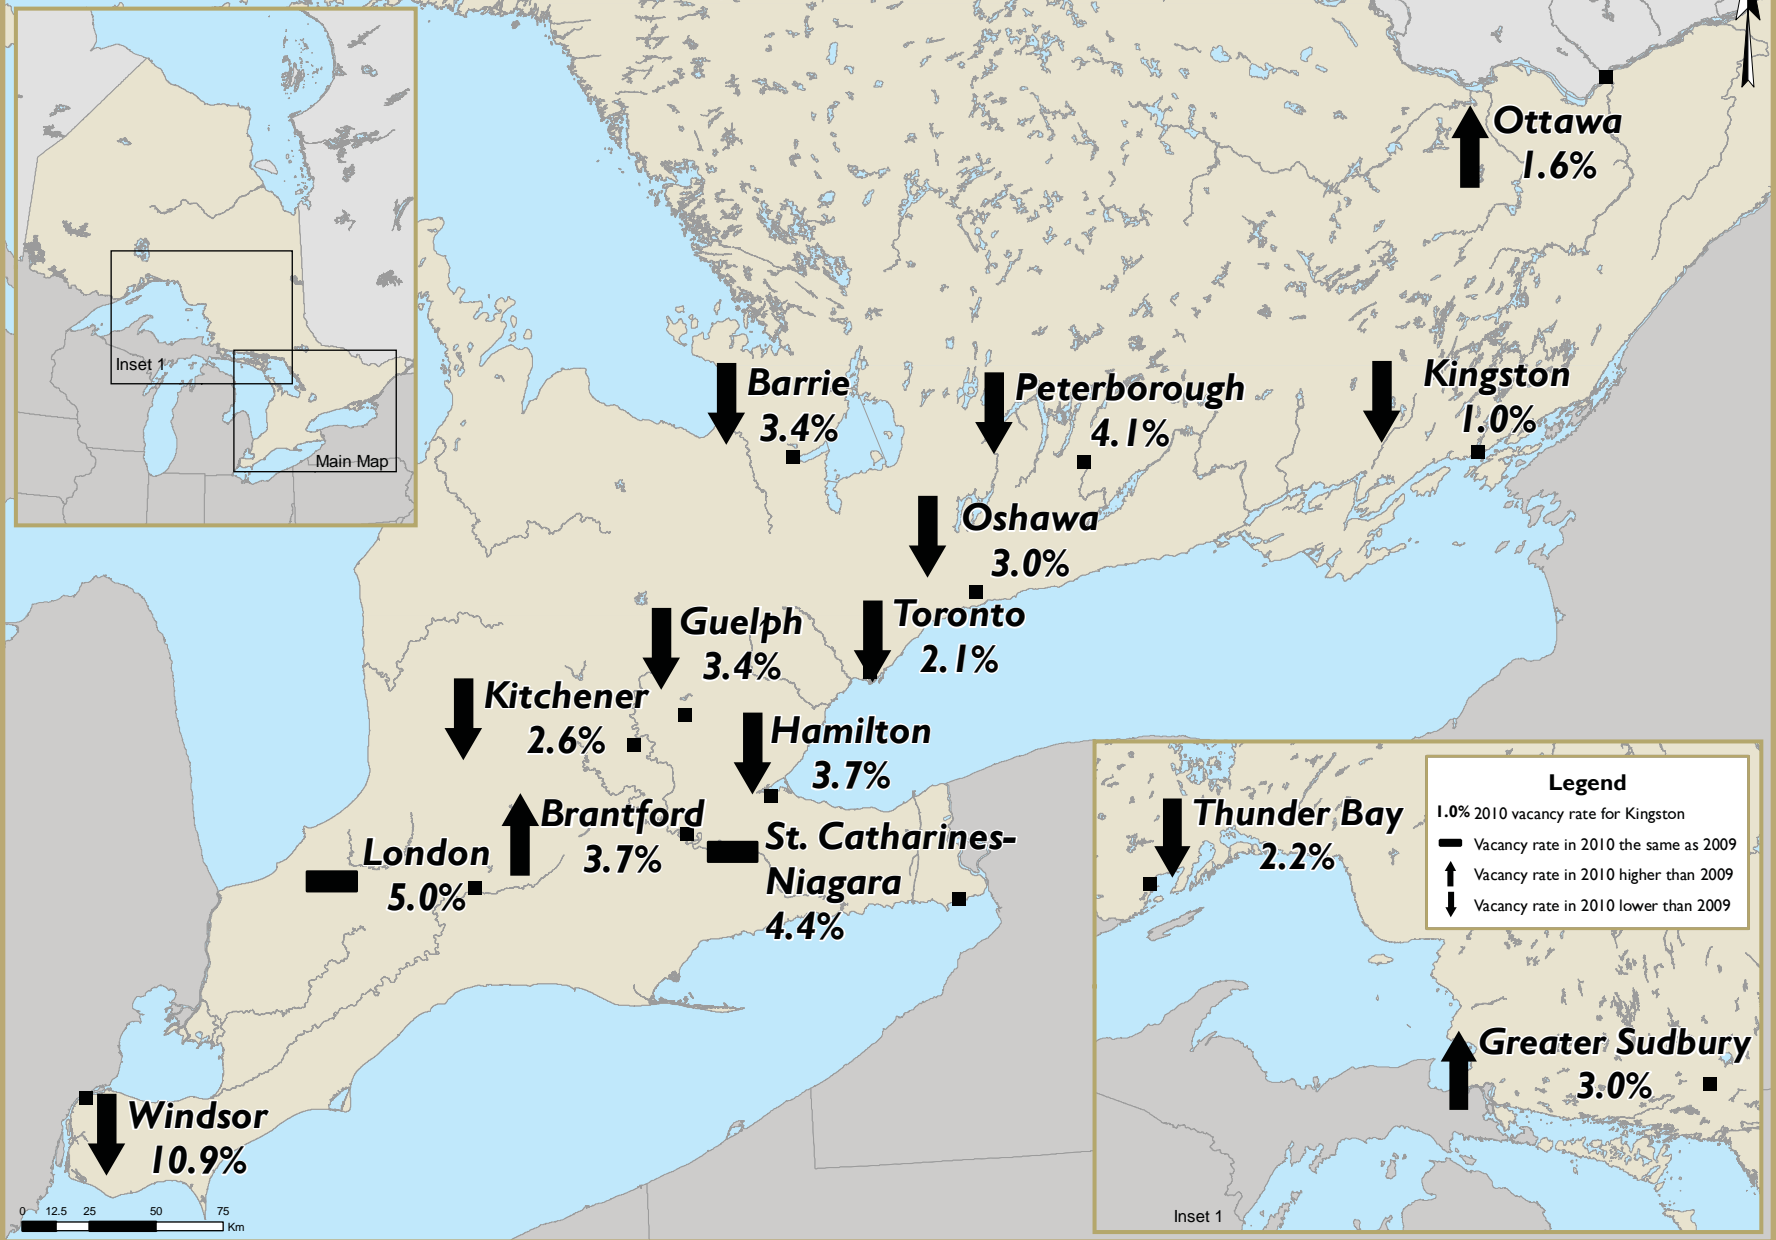 Inset 1
Main Map
Ottawa
1.6%
Barrie
3.4%
Peterborough
4.1%
Kingston
1.0%
Oshawa
3.0%
Guelph
3.4%
Toronto
2.1%
Kitchener
2.6%
Hamilton
3.7%
Brantford
3.7%
London
5.0%
St. Catharines-
Niagara
4.4%
Windsor
10.9%
0 12.5 25 50 75
Km
Thunder Bay
2.2%
Legend
1.0% 2010 vacancy rate for Kingston
Vacancy rate in 2010 the same as 2009
Vacancy rate in 2010 higher than 2009
Vacancy rate in 2010 lower than 2009
Greater Sudbury
3.0%
Inset 1